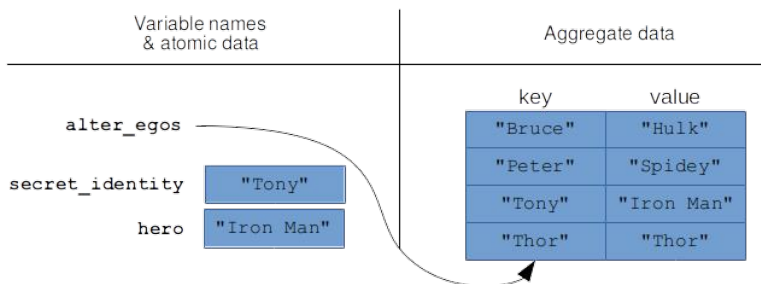 Variable names
& atomic data
Aggregate data
key value
alter_egos
"Bruce" "Hulk"
"Peter" "Spidey"
secret_identity "Tony"
"Tony" "Iron Man"
hero "Iron Man"
"Thor" "Thor"